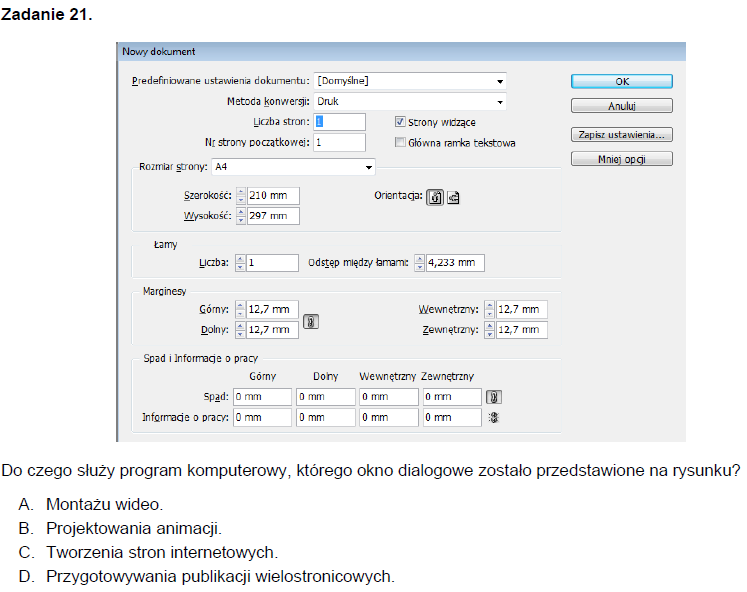 Zadanie 21.
Nowy dokument
Predefiniowane ustawienia dokumentu: [Domyślne]
OK
Metoda konwersji: Druk
Anuluj
Liczba stron: 1
Strony widzące
Zapisz ustawienia...
Nr strony początkowej: 1
Główna ramka tekstowa
Mniej opcji
Rozmiar strony: A4
Szerokość: 210 mm
Orientacja:
Wysokość: 297 mm
Łamy
Liczba: 1 Odstęp między łamami: 4,233 mm
Marginesy
Górny: 12,7 mm Wewnętrzny: 12,7 mm
Dolny: 12,7 mm Zewnętrzny: 12,7 mm
Spad i Informacje o pracy
Górny Dolny Wewnętrzny Zewnętrzny
Spad: 0 mm 0 mm 0 mm 0 mm
Informacje o pracy: 0 mm 0 mm 0 mm 0 mm
Do czego służy program komputerowy, którego okno dialogowe zostało przedstawione na rysunku?
A. Montażu wideo.
B. Projektowania animacji.
C. Tworzenia stron internetowych.
D. Przygotowywania publikacji wielostronicowych.